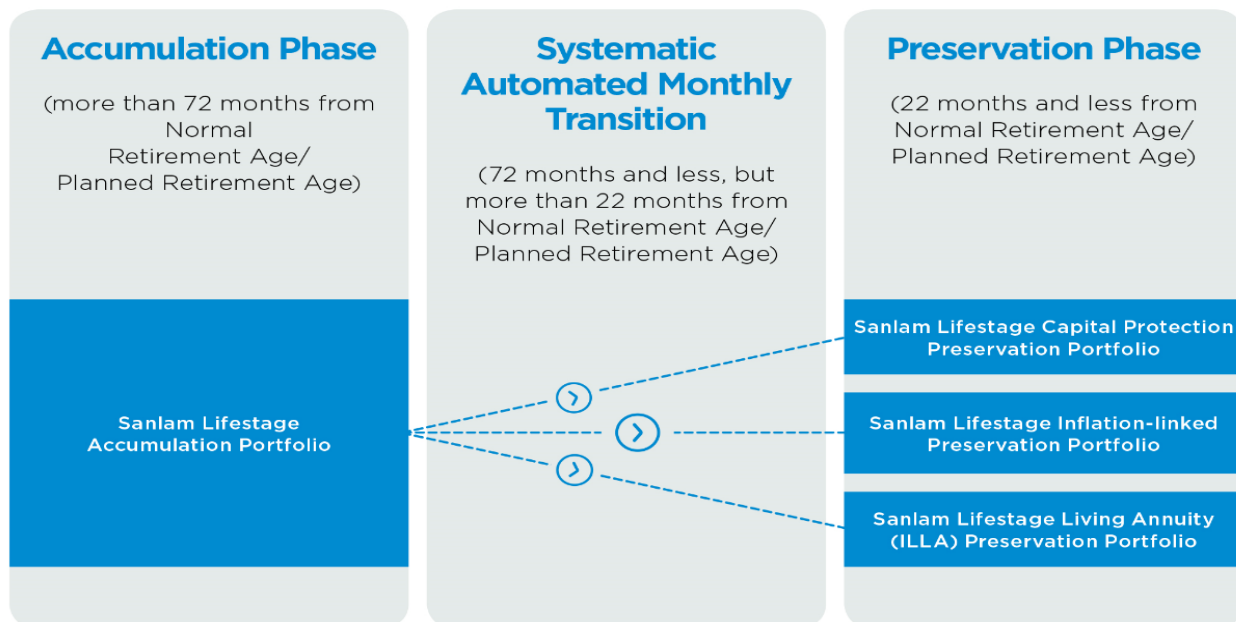 Accumulation Phase
(more than 72 months from
Normal
Retirement Age/
Planned Retirement Age)
Sanlam Lifestage
Accumulation Portfolio
Systematic
Automated Monthly
Transition
(72 months and less, but
more than 22 months from
Normal Retirement Age/
Planned Retirement Age)
Preservation Phase
(22 months and less from
Normal Retirement Age/
Planned Retirement Age)
Sanlam Lifestage Capital Protection
Preservation Portfolio
Sanlam Lifestage Inflation-linked
Preservation Portfolio
Sanlam Lifestage Living Annuity
(ILLA) Preservation Portfolio